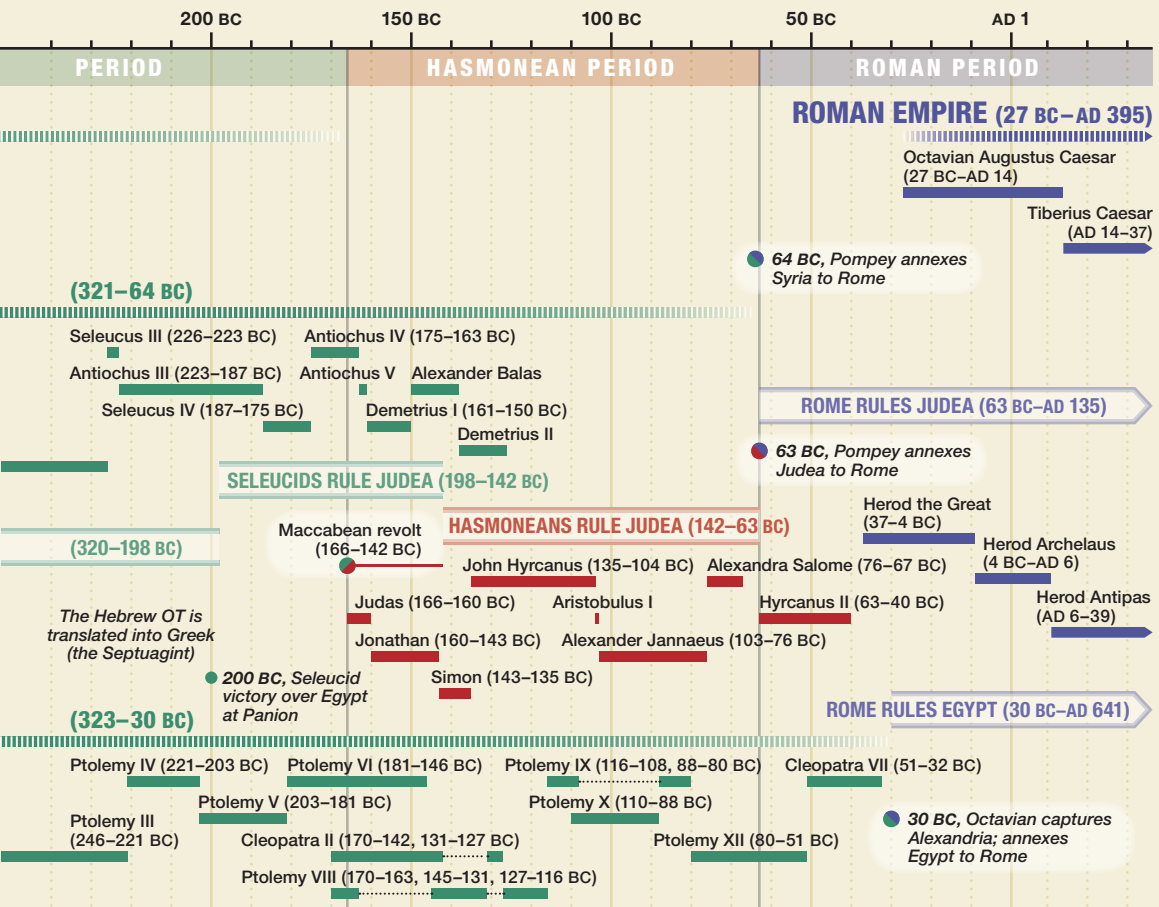 200 BC
150 BC
100 BC
50 BC
AD 1
PERIOD
HASMONEAN PERIOD
ROMAN PERIOD
ROMAN EMPIRE (27 BC–AD 395)
Octavian Augustus Caesar
(27 BC–AD 14)
Tiberius Caesar
(AD 14–37)
64 BC, Pompey annexes
Syria to Rome
(321–64 BC)
Seleucus III (226–223 BC)
Antiochus IV (175–163 BC)
Antiochus III (223–187 BC)
Antiochus V
Alexander Balas
Seleucus IV (187–175 BC)
Demetrius I (161–150 BC)
Demetrius II
ROME RULES JUDEA (63 BC–AD 135)
63 BC, Pompey annexes
Judea to Rome
SELEUCIDS RULE JUDEA (198–142 BC)
Herod the Great
(37–4 BC)
HASMONEANS RULE JUDEA (142–63 BC)
Maccabean revolt
(166–142 BC)
(320–198 BC)
Herod Archelaus
(4 BC–AD 6)
John Hyrcanus (135–104 BC)
Alexandra Salome (76–67 BC)
Herod Antipas
(AD 6–39)
Judas (166–160 BC)
Aristobulus I
Hyrcanus II (63–40 BC)
The Hebrew OT is
translated into Greek
(the Septuagint)
Jonathan (160–143 BC)
Alexander Jannaeus (103–76 BC)
Simon (143–135 BC)
200 BC, Seleucid
victory over Egypt
at Panion
ROME RULES EGYPT (30 BC–AD 641)
(323–30 BC)
Ptolemy IV (221–203 BC)
Ptolemy VI (181–146 BC)
Ptolemy IX (116–108, 88–80 BC)
Cleopatra VII (51–32 BC)
Ptolemy V (203–181 BC)
Ptolemy X (110–88 BC)
Ptolemy III
(246–221 BC)
Cleopatra II (170–142, 131–127 BC)
Ptolemy XII (80–51 BC)
30 BC, Octavian captures
Alexandria; annexes
Egypt to Rome
Ptolemy VIII (170–163, 145–131, 127–116 BC)